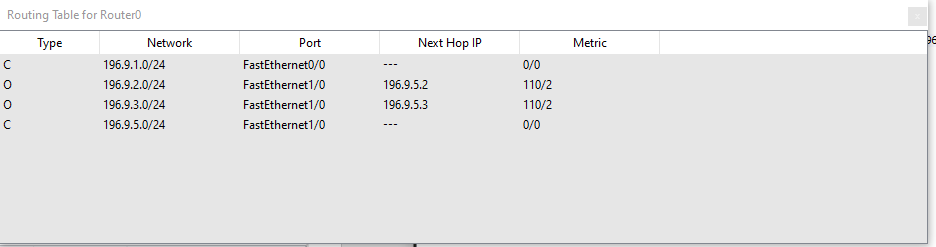 Routing Table for Router0
Type Network Port Next Hop IP Metric
C 196.9.1.0/24 FastEthernet0/0 --- 0/0
O 196.9.2.0/24 FastEthernet1/0 196.9.5.2 110/2
O 196.9.3.0/24 FastEthernet1/0 196.9.5.3 110/2
C 196.9.5.0/24 FastEthernet1/0 --- 0/0